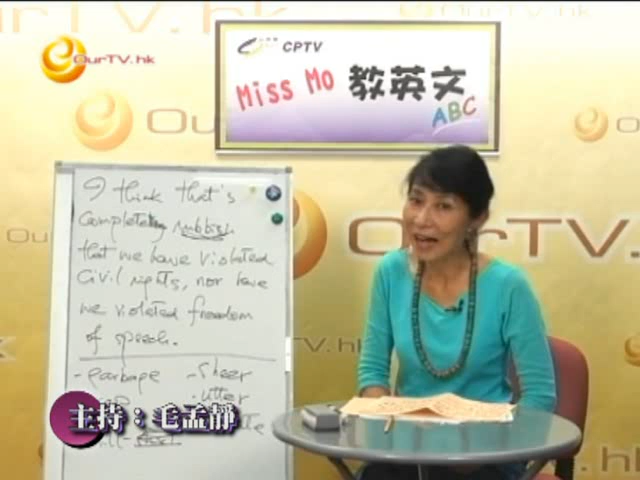 OurTV.hk
CPTV
Miss Mo 教英文
ABC
I think that's
completely rubbish
that we have violated
civil rights, nor have
we violated freedom
of speech.
- garbage - Sheer
- utter
主持：毛孟靜